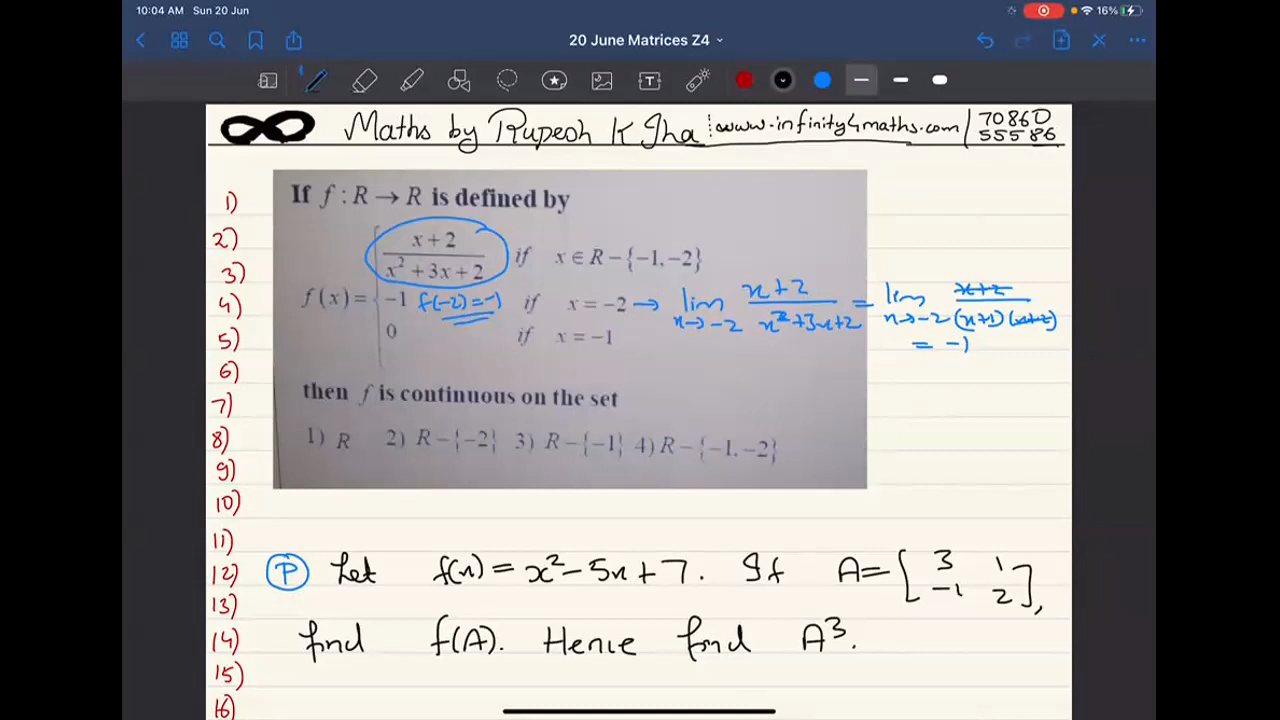 10:04 AM Sun 20 Jun
16%
20 June Matrices Z4
T
Maths by Rupesh K Jha www.infinity4maths.com 70860 55586
1)
2)
3)
4)
5)
6)
7)
8)
9)
10)
11)
12)
13)
14)
15)
16)
If f : R → R is defined by
f(x) = { (x + 2)/(x² + 3x + 2) if x ∈ R − {−1, −2}
−1 f(-2) = -1 if x = −2 → lim x→-2 (x+2)/(x²+3x+2) = lim x→-2 (x+2)/((x+1)(x+2))
= -1
0 if x = −1
then f is continuous on the set
1) R 2) R − {−2} 3) R − {−1} 4) R − {−1, −2}
P Let f(x) = x² - 5x + 7. If A = [3 1
-1 2],
find f(A). Hence find A³.